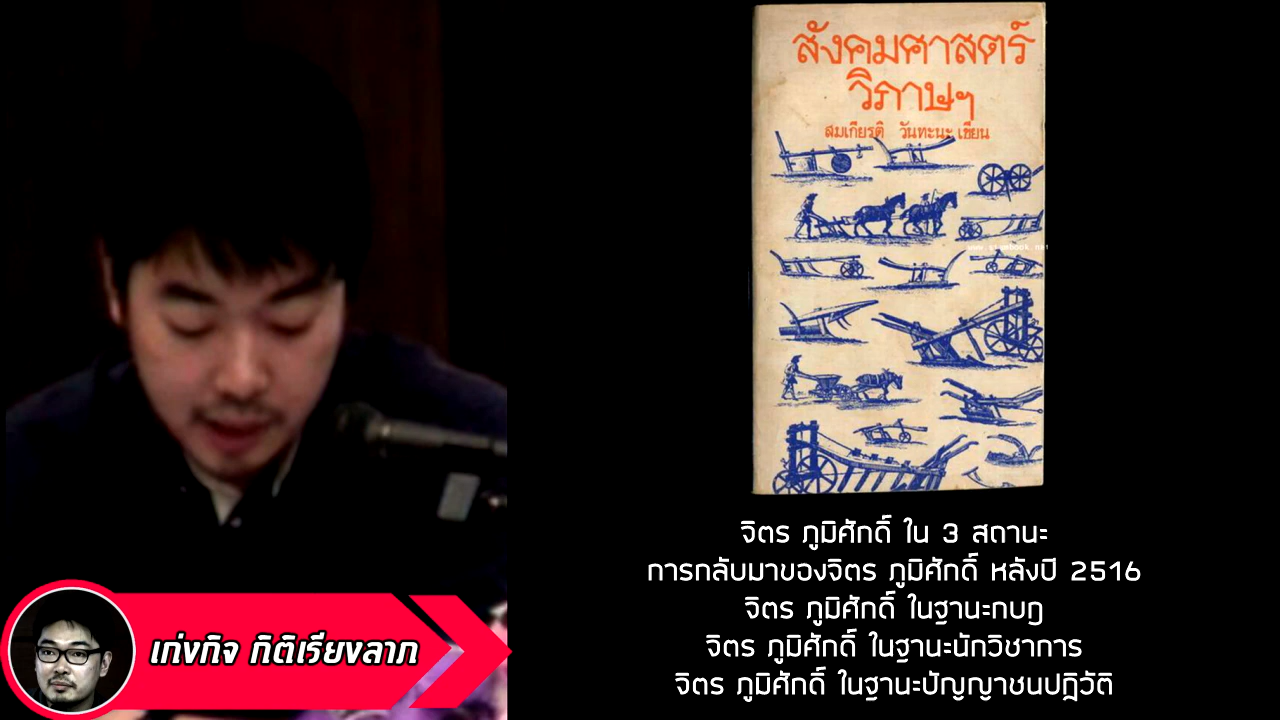 สังคมศาสตร์
วิภาษฯ
สมเกียรติ วันทะนะ เขียน
จิตร ภูมิศักดิ์ ใน 3 สถานะ
การกลับมาของจิตร ภูมิศักดิ์ หลังปี 2516
จิตร ภูมิศักดิ์ ในฐานะกบฏ
จิตร ภูมิศักดิ์ ในฐานะนักวิชาการ
จิตร ภูมิศักดิ์ ในฐานะปัญญาชนปฎิวัติ
เก่งกิจ กิติเรียงลาภ